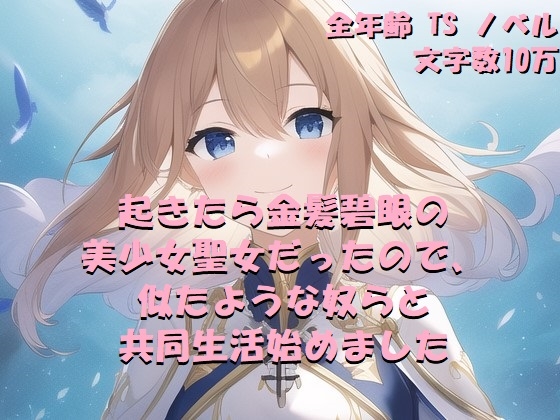 全年齢 TS ノベル
文字数10万
起きたら金髪碧眼の
美少女聖女だったので、
似たような奴らと
共同生活始めました